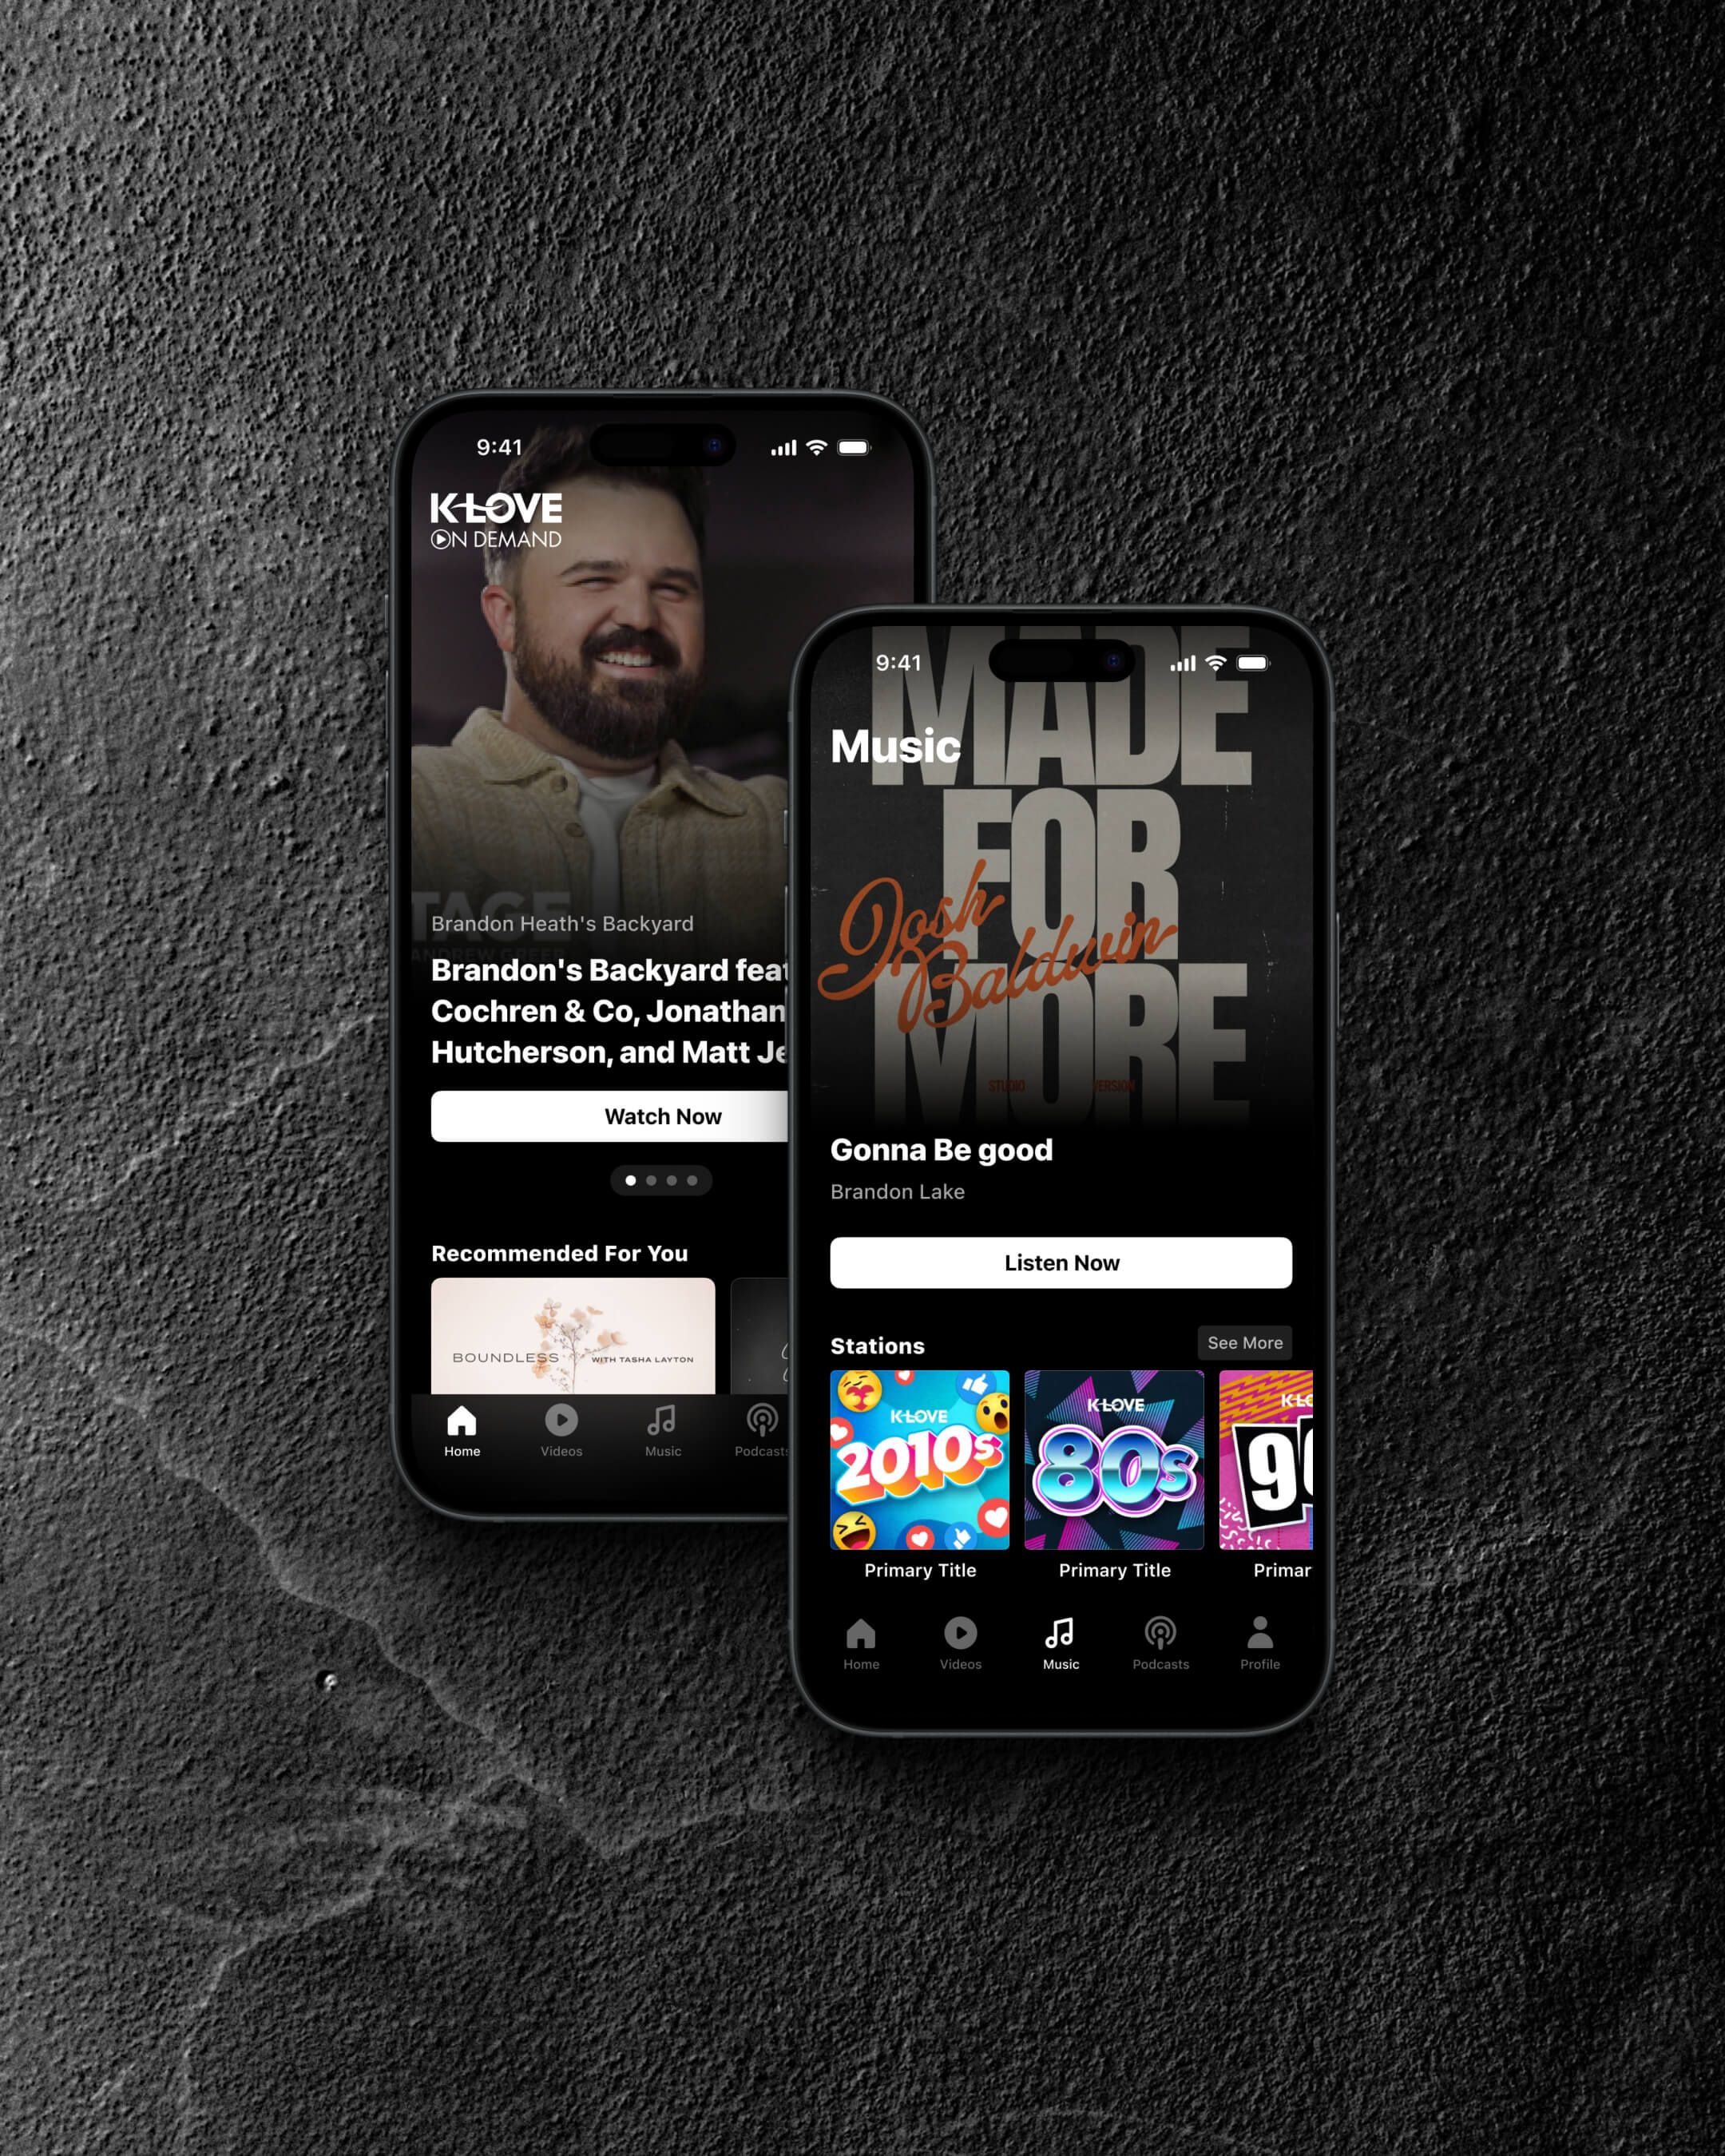 9:41
K-LOVE
ON DEMAND
TAGE
Brandon Heath's Backyard
Brandon's Backyard feat
Cochren & Co, Jonathan
Hutcherson, and Matt Je
Watch Now
Recommended For You
BOUNDLESS WITH TASHA LAYTON
Home Videos Music Podcasts
9:41
Music
MADE
FOR
MORE
Josh
Baldwin
STUDIO VERSION
Gonna Be good
Brandon Lake
Listen Now
Stations See More
K-LOVE
2010s
K-LOVE
80s
K-LO
90
Primary Title Primary Title Primar
Home Videos Music Podcasts Profile